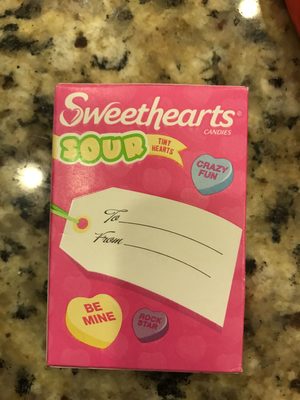 Sweethearts®
CANDIES
SOUR
TINY
HEARTS
CRAZY
FUN
To
From
BE
MINE
ROCK
STAR